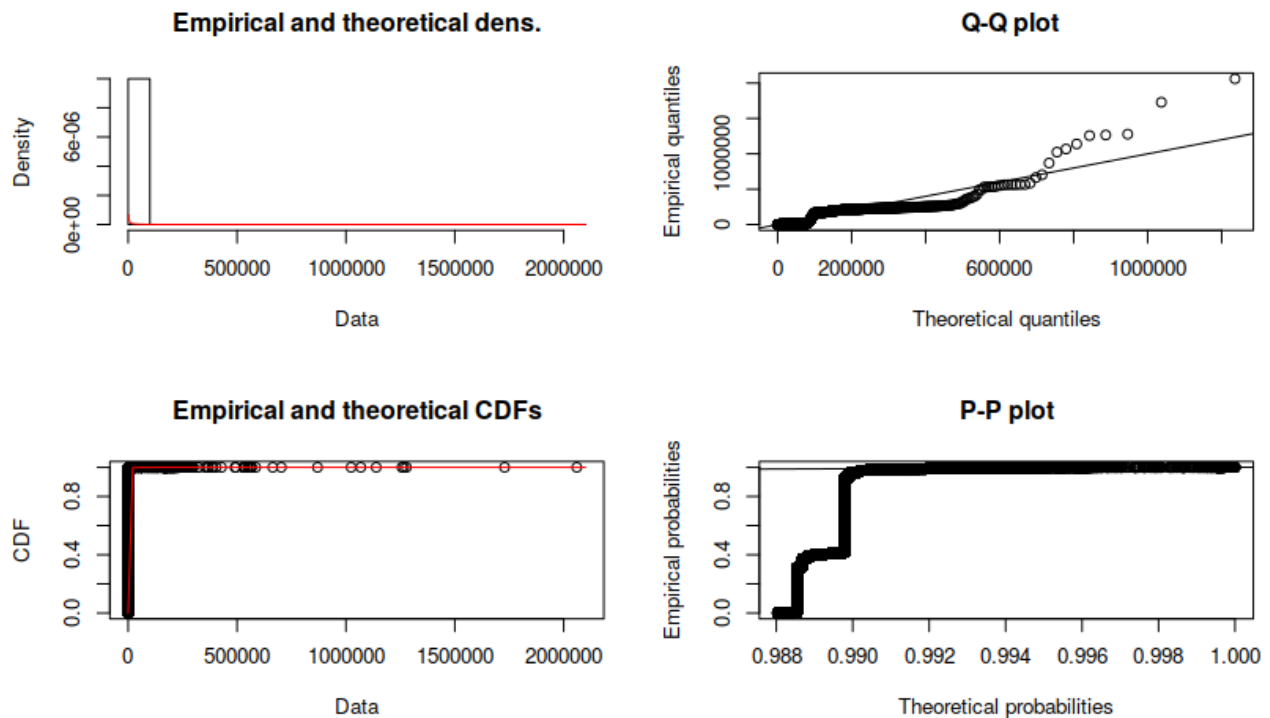 Empirical and theoretical dens.
Density
0e+00
6e-06
0
500000
1000000
1500000
2000000
Data
Q-Q plot
Empirical quantiles
0
1000000
0
200000
600000
1000000
Theoretical quantiles
Empirical and theoretical CDFs
CDF
0.0
0.4
0.8
0
500000
1000000
1500000
2000000
Data
P-P plot
Empirical probabilities
0.0
0.4
0.8
0.988
0.990
0.992
0.994
0.996
0.998
1.000
Theoretical probabilities